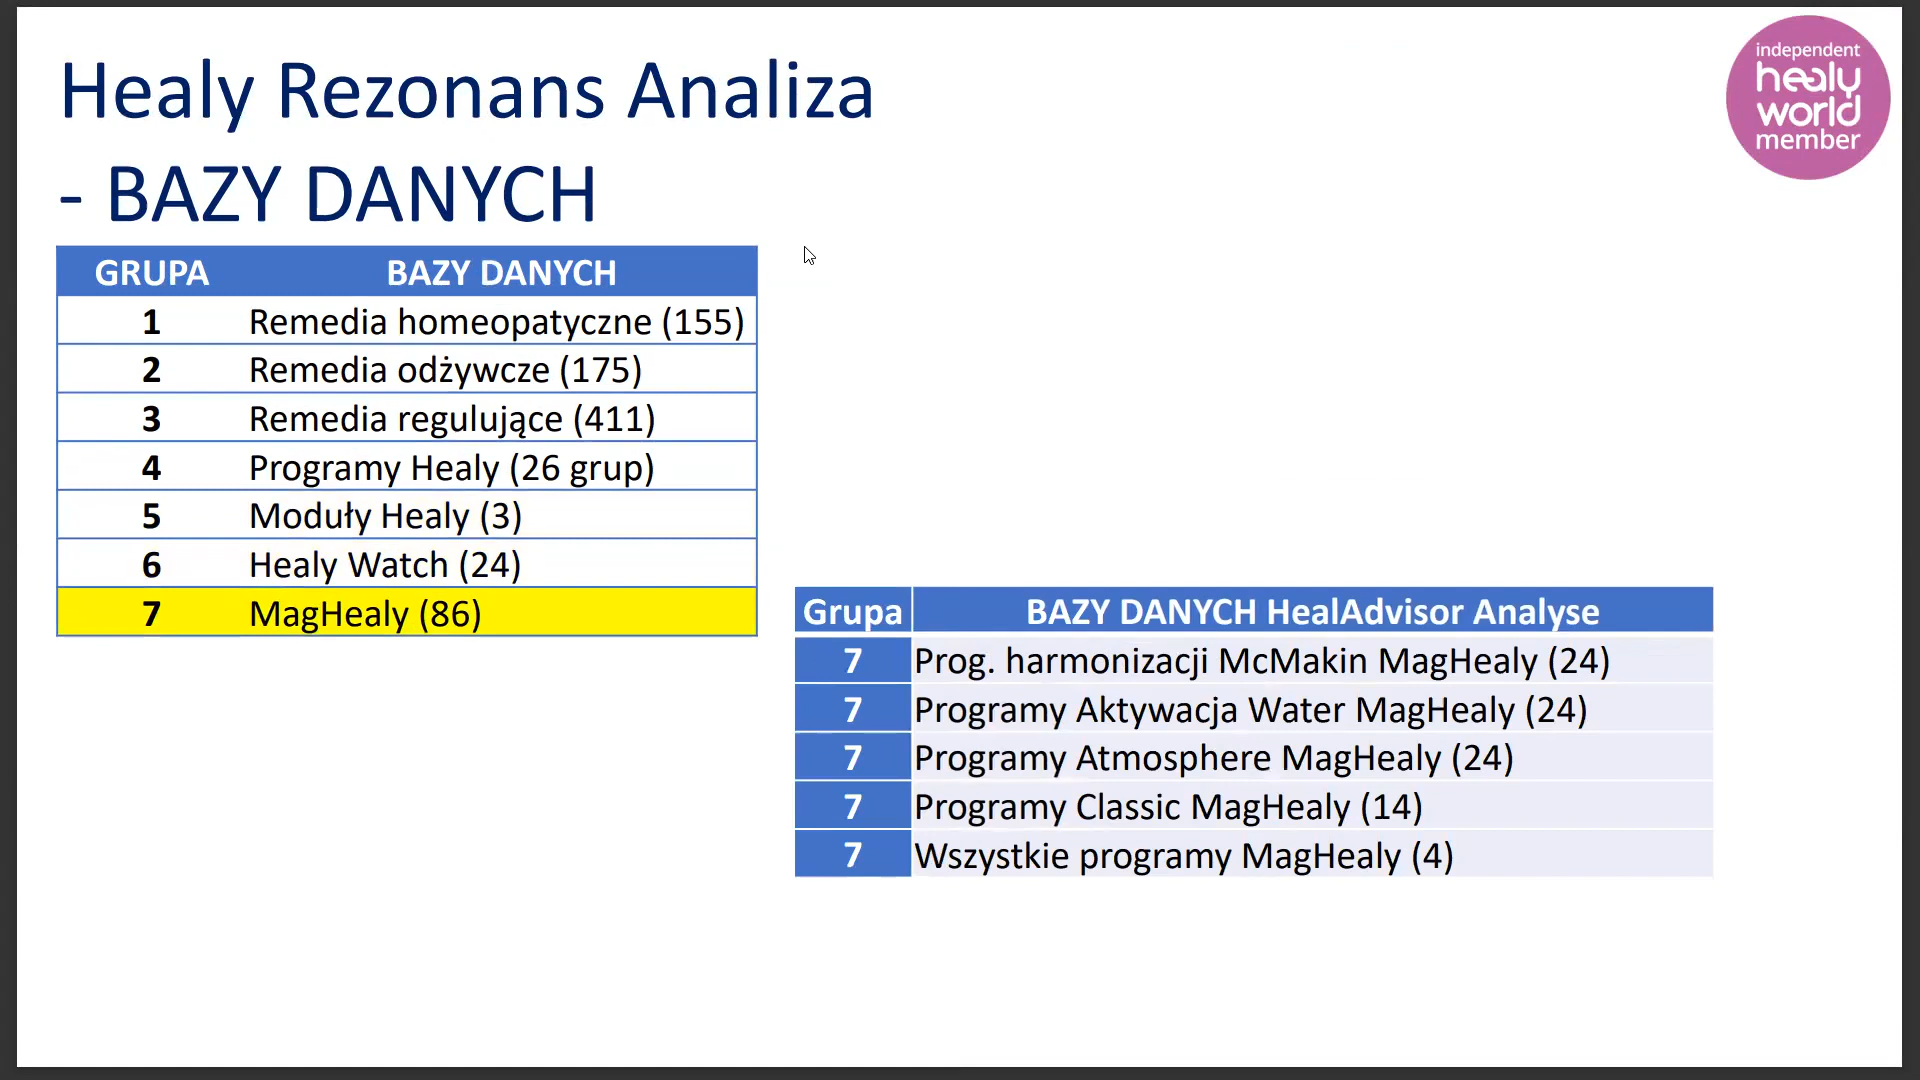 Healy Rezonans Analiza
- BAZY DANYCH
independent
healy
world
member
GRUPA BAZY DANYCH
1 Remedia homeopatyczne (155)
2 Remedia odżywcze (175)
3 Remedia regulujące (411)
4 Programy Healy (26 grup)
5 Moduły Healy (3)
6 Healy Watch (24)
7 MagHealy (86)
Grupa BAZY DANYCH HealAdvisor Analyse
7 Prog. harmonizacji McMakin MagHealy (24)
7 Programy Aktywacja Water MagHealy (24)
7 Programy Atmosphere MagHealy (24)
7 Programy Classic MagHealy (14)
7 Wszystkie programy MagHealy (4)